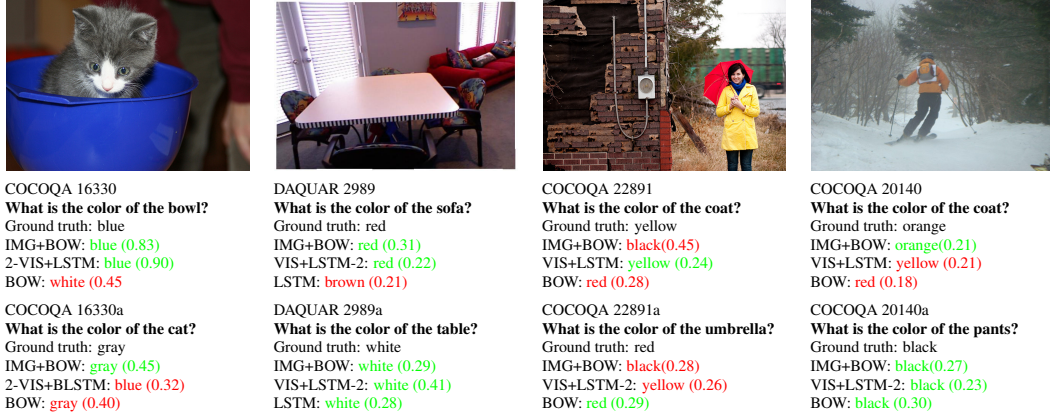 COCOQA 16330
What is the color of the bowl?
Ground truth: blue
IMG+BOW: blue (0.83)
2-VIS+LSTM: blue (0.90)
BOW: white (0.45
DAQUAR 2989
What is the color of the sofa?
Ground truth: red
IMG+BOW: red (0.31)
VIS+LSTM-2: red (0.22)
LSTM: brown (0.21)
COCOQA 22891
What is the color of the coat?
Ground truth: yellow
IMG+BOW: black(0.45)
VIS+LSTM: yellow (0.24)
BOW: red (0.28)
COCOQA 20140
What is the color of the coat?
Ground truth: orange
IMG+BOW: orange(0.21)
VIS+LSTM: yellow (0.21)
BOW: red (0.18)
COCOQA 16330a
What is the color of the cat?
Ground truth: gray
IMG+BOW: gray (0.45)
2-VIS+BLSTM: blue (0.32)
BOW: gray (0.40)
DAQUAR 2989a
What is the color of the table?
Ground truth: white
IMG+BOW: white (0.29)
VIS+LSTM-2: white (0.41)
LSTM: white (0.28)
COCOQA 22891a
What is the color of the umbrella?
Ground truth: red
IMG+BOW: black(0.28)
VIS+LSTM-2: yellow (0.26)
BOW: red (0.29)
COCOQA 20140a
What is the color of the pants?
Ground truth: black
IMG+BOW: black(0.27)
VIS+LSTM-2: black (0.23)
BOW: black (0.30)